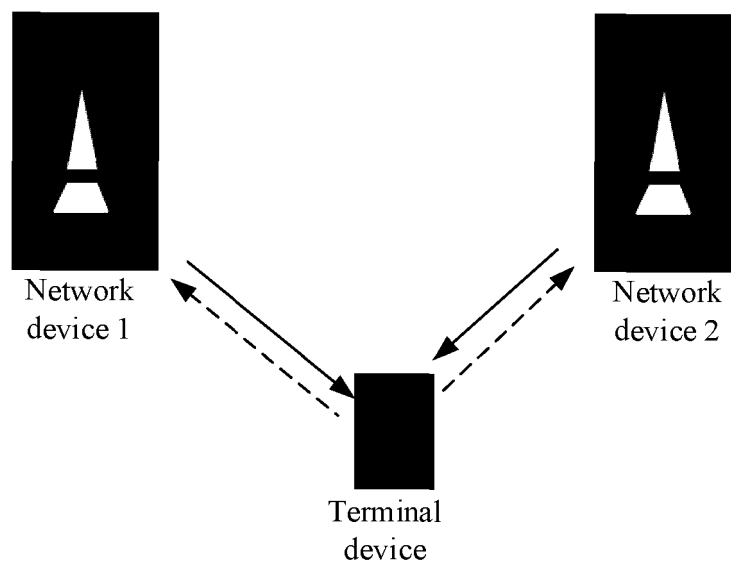 Network
device 1
Network
device 2
Terminal
device